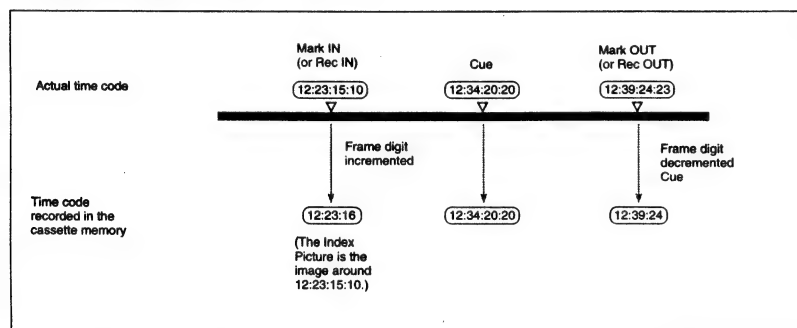 Mark IN
(or Rec IN)
Cue
Mark OUT
(or Rec OUT)
Actual time code
12:23:15:10
12:34:20:20
12:39:24:23
Frame digit
incremented
Frame digit
decremented
Cue
Time code
recorded in the
cassette memory
12:23:16
12:34:20:20
12:39:24
(The Index
Picture is the
image around
12:23:15:10.)